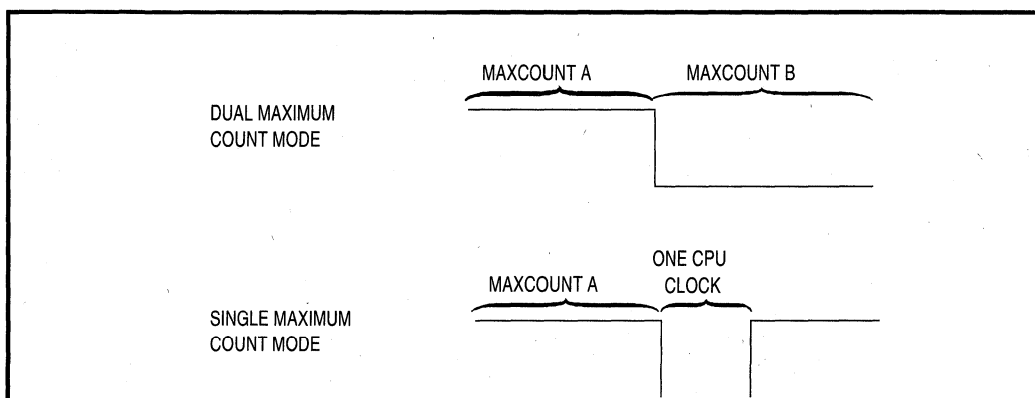 MAXCOUNT A
MAXCOUNT B
DUAL MAXIMUM
COUNT MODE
ONE CPU
CLOCK
MAXCOUNT A
SINGLE MAXIMUM
COUNT MODE